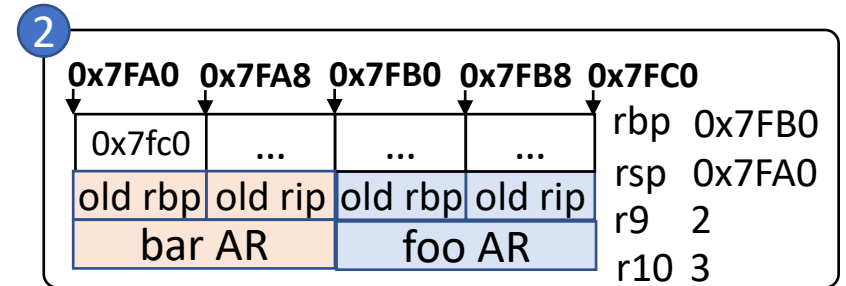 2
0x7FA0 0x7FA8 0x7FB0 0x7FB8 0x7FC0
0x7fc0 ... ... ...
old rbp old rip old rbp old rip
bar AR foo AR
rbp 0x7FB0
rsp 0x7FA0
r9 2
r10 3